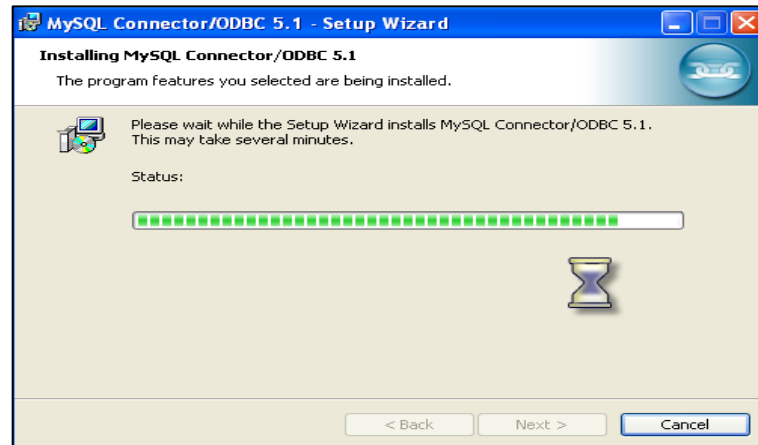 MySQL Connector/ODBC 5.1 - Setup Wizard
Installing MySQL Connector/ODBC 5.1
The program features you selected are being installed.
Please wait while the Setup Wizard installs MySQL Connector/ODBC 5.1.
This may take several minutes.
Status:
< Back Next > Cancel